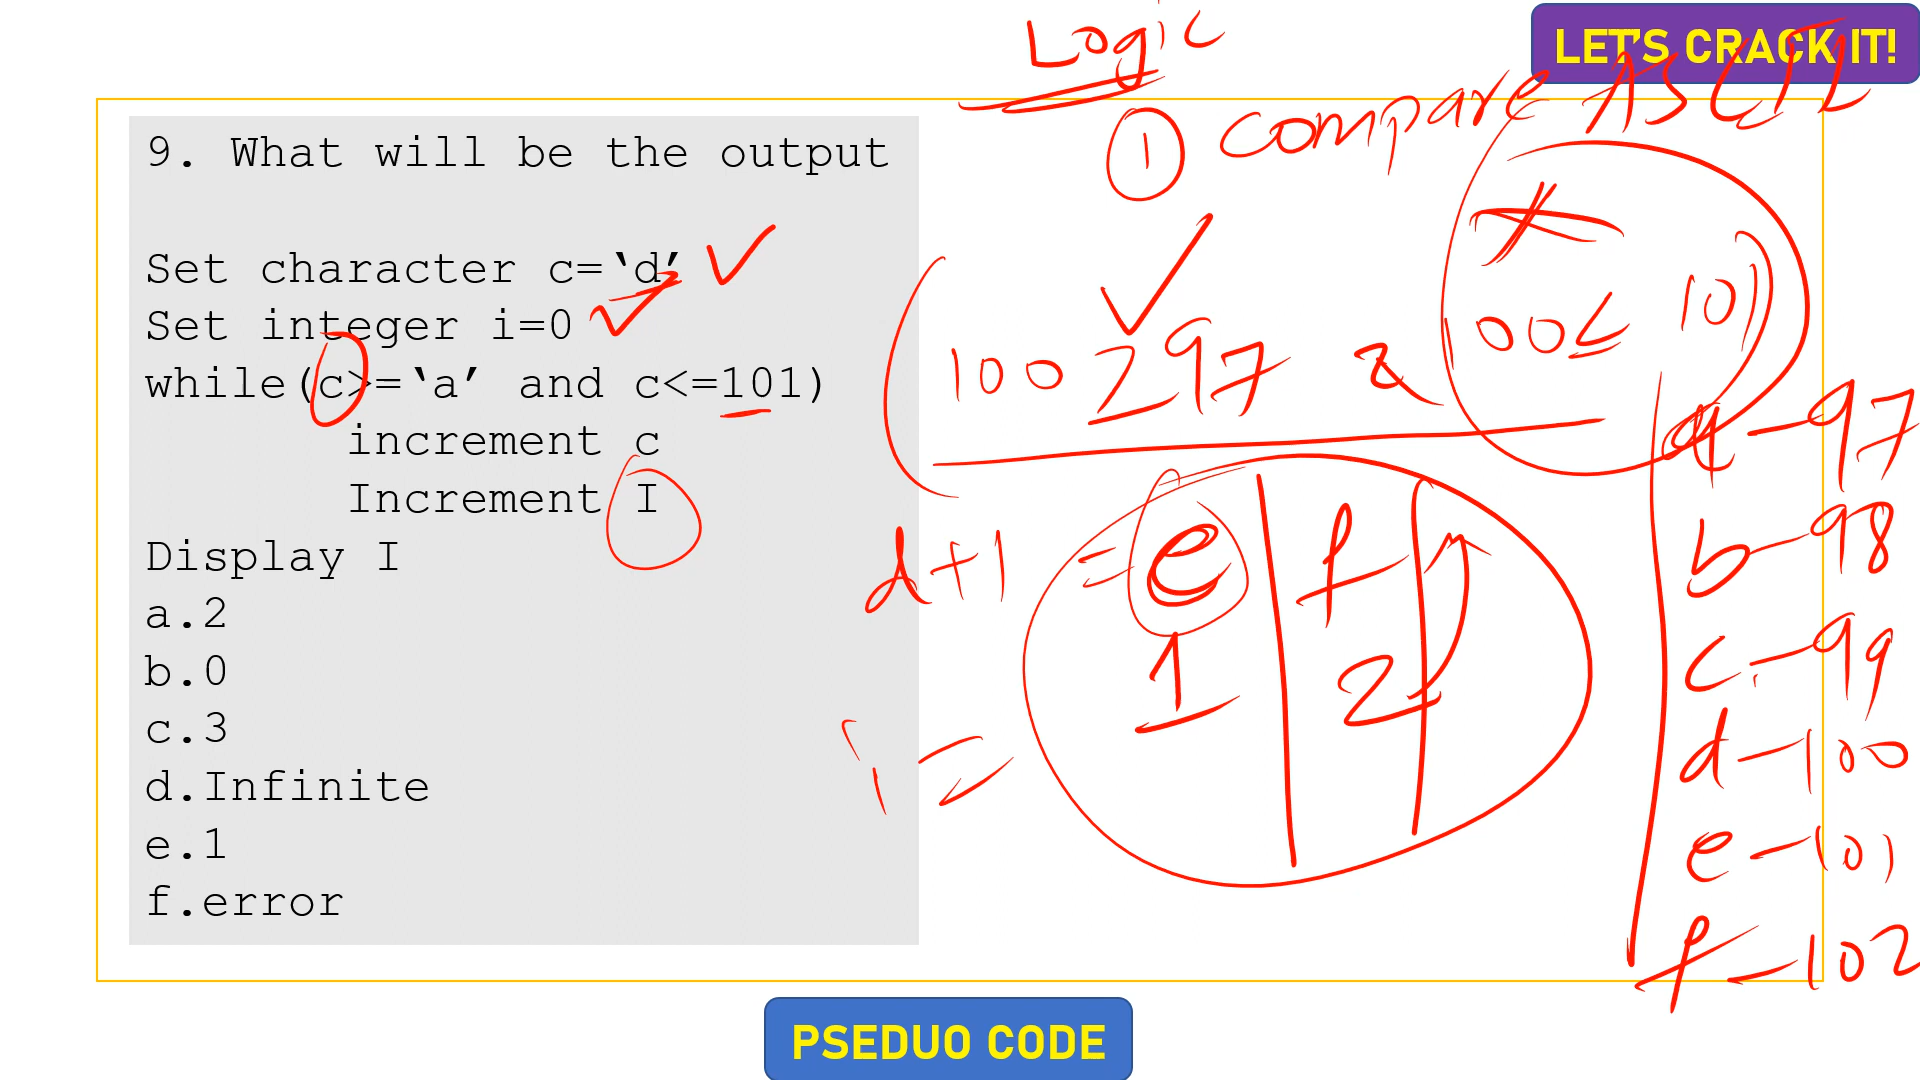 LET'S CRACK IT!
Logic
① compare ASCII
9. What will be the output
Set character c=‘d’
Set integer i=0
while(c>=‘a’ and c<=101)
increment c
Increment I
Display I
a.2
b.0
c.3
d.Infinite
e.1
f.error
100 ≥ 97 &
100 ≤ 101)
d+1 = e f
i = 1 2
a-97
b-98
c-99
d-100
e-101
f-102
PSEDUO CODE